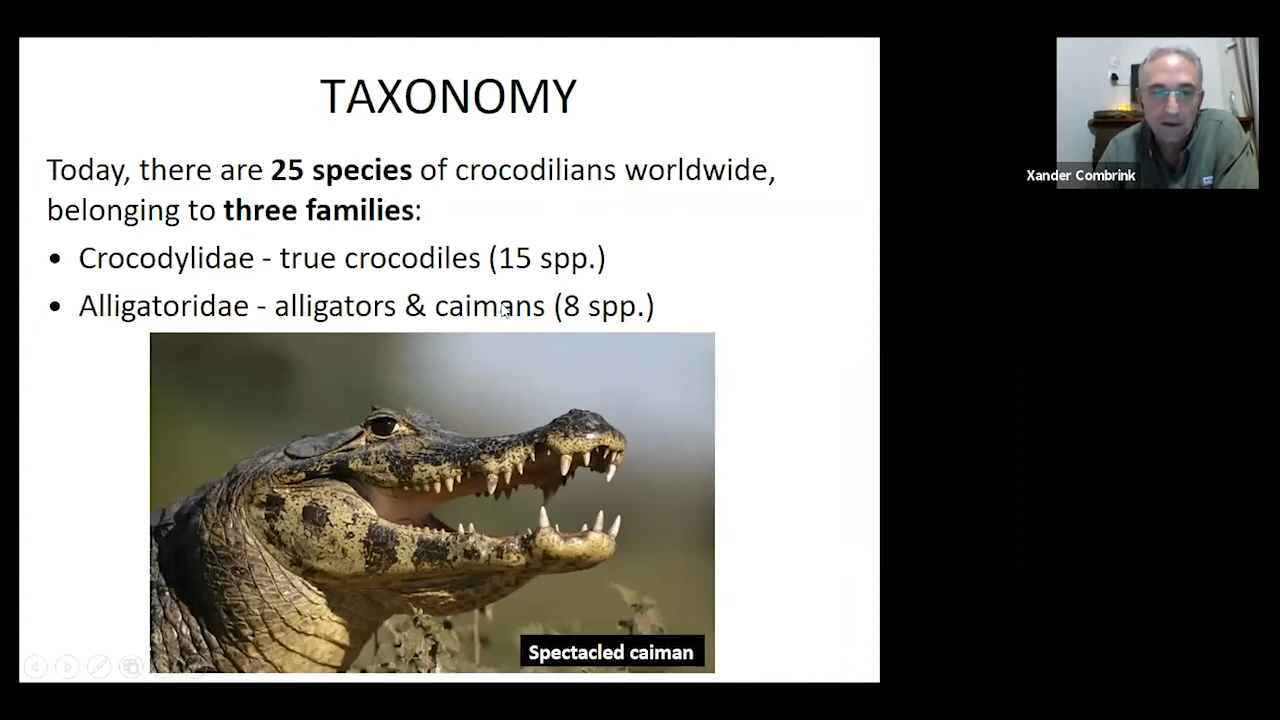 TAXONOMY
Today, there are 25 species of crocodilians worldwide,
belonging to three families:
• Crocodylidae - true crocodiles (15 spp.)
• Alligatoridae - alligators & caimans (8 spp.)
Spectacled caiman
Xander Combrink